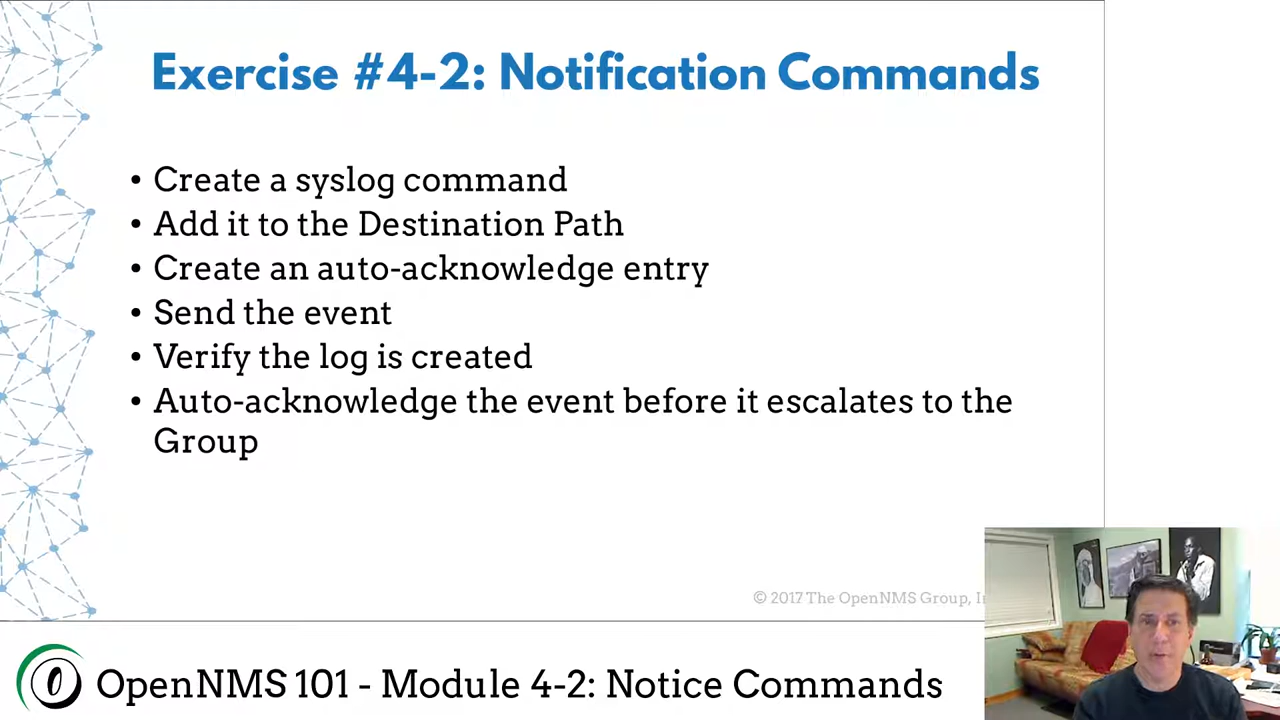 Exercise #4-2: Notification Commands
• Create a syslog command
• Add it to the Destination Path
• Create an auto-acknowledge entry
• Send the event
• Verify the log is created
• Auto-acknowledge the event before it escalates to the
Group
© 2017 The OpenNMS Group,
OpenNMS 101 - Module 4-2: Notice Commands